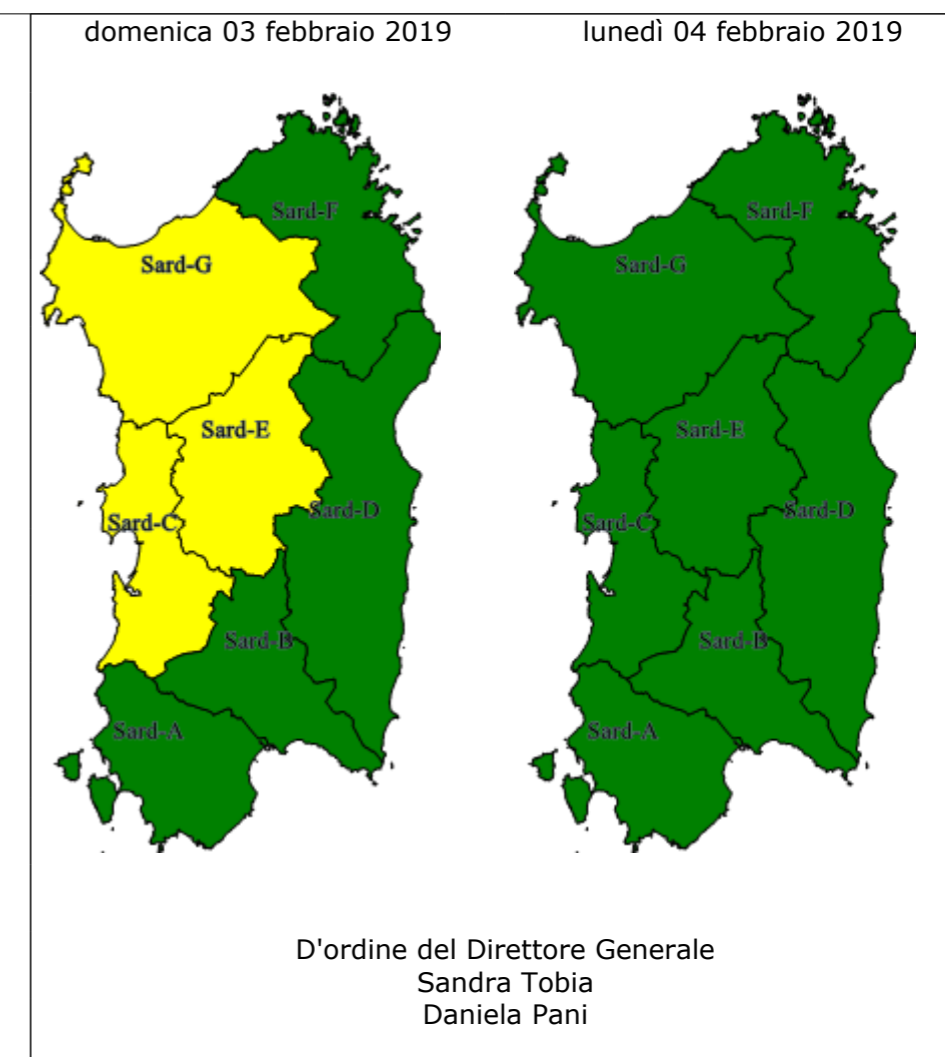 domenica 03 febbraio 2019
lunedì 04 febbraio 2019
Sard-F
Sard-G
Sard-E
Sard-D
Sard-C
Sard-B
Sard-A
Sard-F
Sard-G
Sard-E
Sard-D
Sard-C
Sard-B
Sard-A
D'ordine del Direttore Generale
Sandra Tobia
Daniela Pani